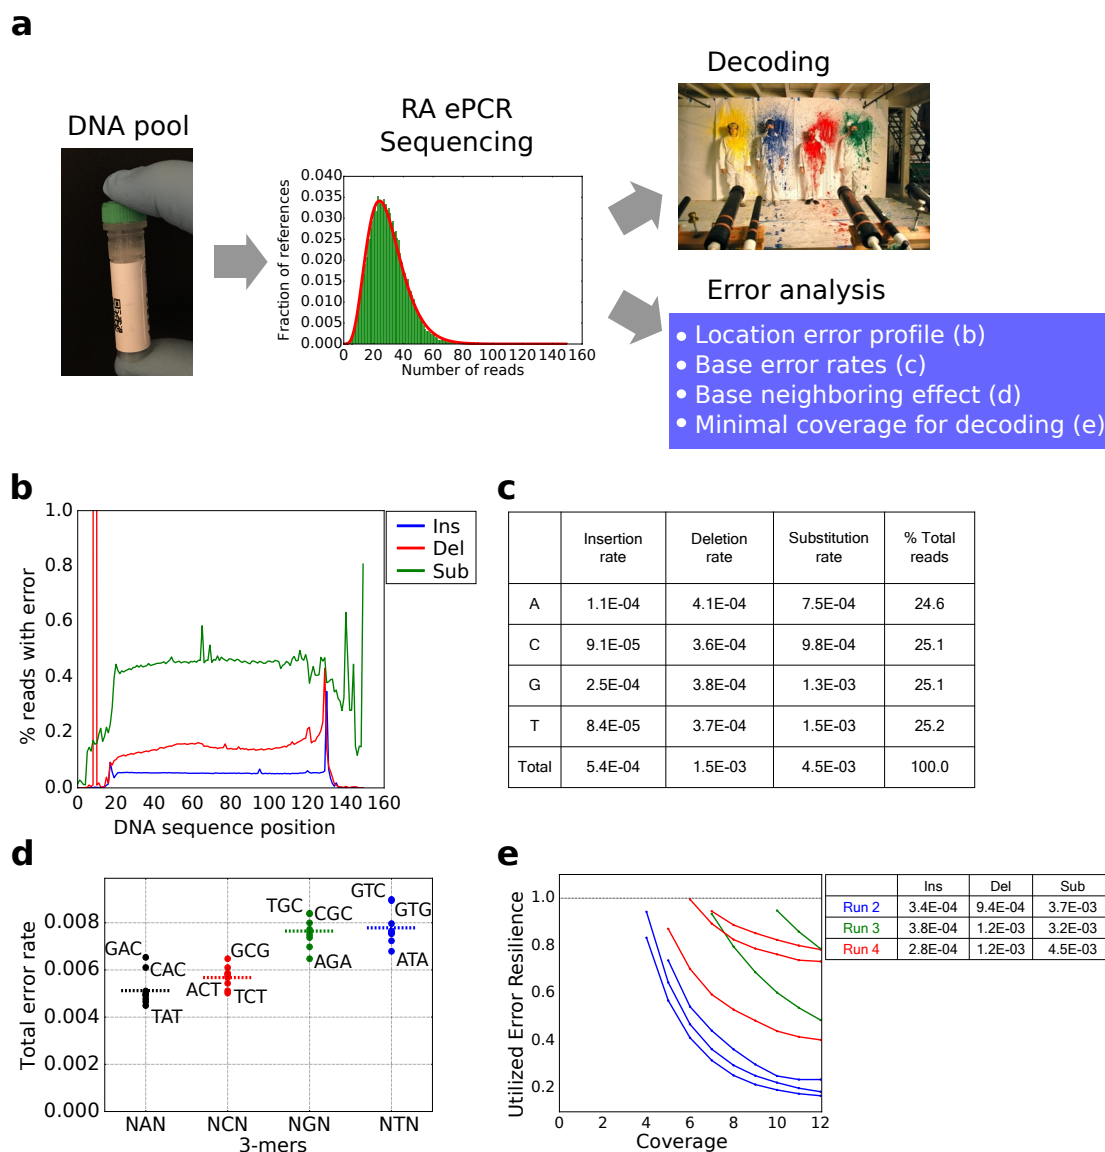 a
DNA pool
RA ePCR
Sequencing
Decoding
Fraction of references
0.040
0.035
0.030
0.025
0.020
0.015
0.010
0.005
0.000
0 20 40 60 80 100 120 140 160
Number of reads
Error analysis
• Location error profile (b)
• Base error rates (c)
• Base neighboring effect (d)
• Minimal coverage for decoding (e)
b
% reads with error
1.0
0.8
0.6
0.4
0.2
0.0
0 20 40 60 80 100 120 140 160
DNA sequence position
Ins
Del
Sub
c
Insertion rate Deletion rate Substitution rate % Total reads
A 1.1E-04 4.1E-04 7.5E-04 24.6
C 9.1E-05 3.6E-04 9.8E-04 25.1
G 2.5E-04 3.8E-04 1.3E-03 25.1
T 8.4E-05 3.7E-04 1.5E-03 25.2
Total 5.4E-04 1.5E-03 4.5E-03 100.0
d
Total error rate
0.008
0.006
0.004
0.002
0.000
GAC
CAC
TAT
GCG
ACT
TCT
TGC
CGC
AGA
GTC
GTG
ATA
NAN NCN NGN NTN
3-mers
e
Utilized Error Resilience
1.0
0.8
0.6
0.4
0.2
0 2 4 6 8 10 12
Coverage
Ins Del Sub
Run 2 3.4E-04 9.4E-04 3.7E-03
Run 3 3.8E-04 1.2E-03 3.2E-03
Run 4 2.8E-04 1.2E-03 4.5E-03